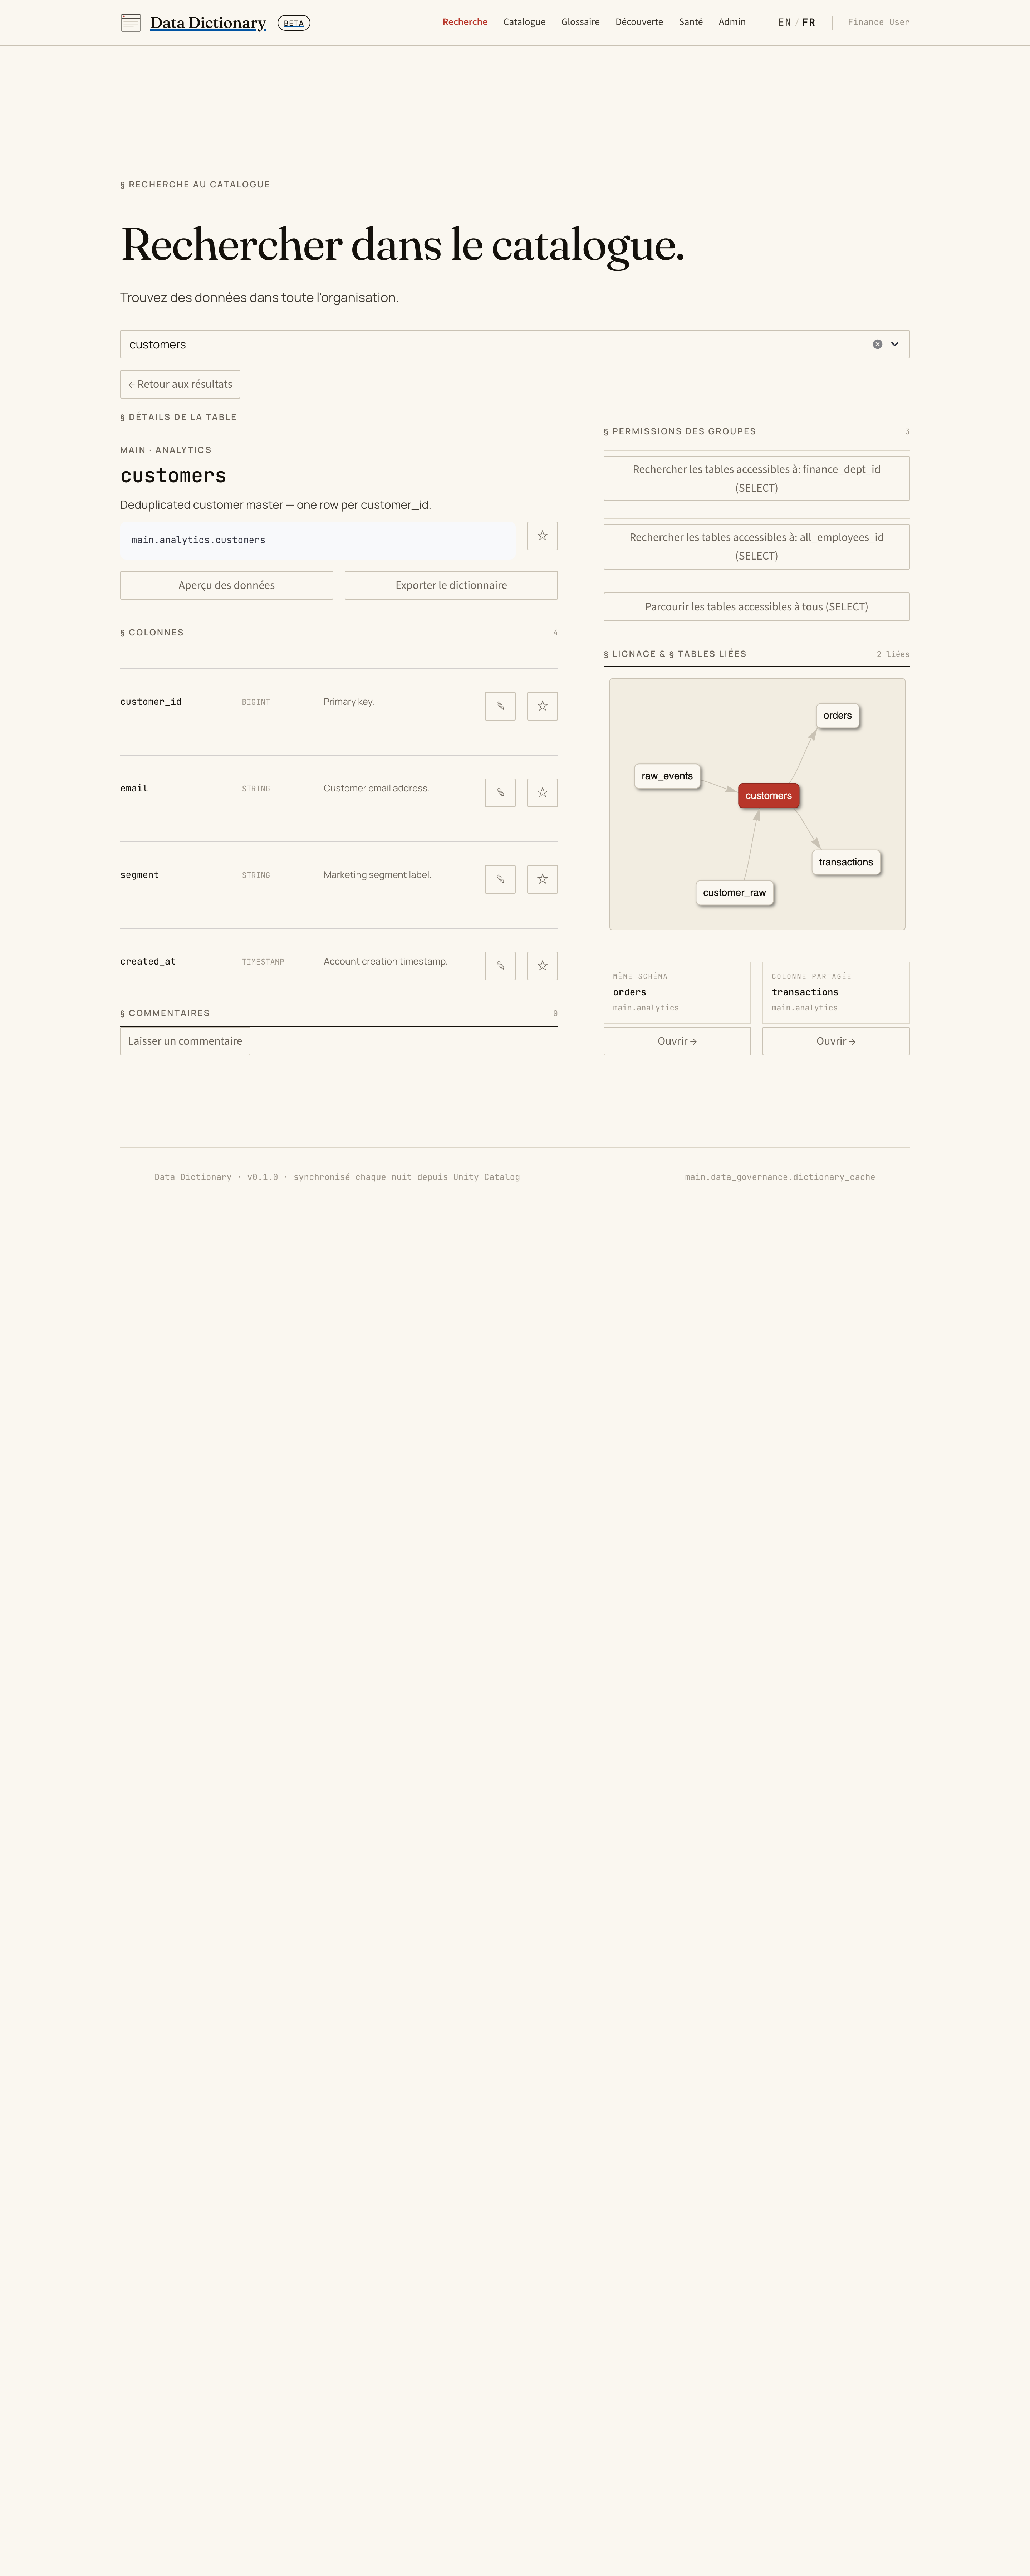 Data Dictionary BETA
Recherche Catalogue Glossaire Découverte Santé Admin EN / FR Finance User
§ RECHERCHE AU CATALOGUE
Rechercher dans le catalogue.
Trouvez des données dans toute l'organisation.
customers
← Retour aux résultats
§ DÉTAILS DE LA TABLE
MAIN · ANALYTICS
customers
Deduplicated customer master — one row per customer_id.
main.analytics.customers
☆
Aperçu des données
Exporter le dictionnaire
§ COLONNES 4
customer_id BIGINT Primary key. ✎ ☆
email STRING Customer email address. ✎ ☆
segment STRING Marketing segment label. ✎ ☆
created_at TIMESTAMP Account creation timestamp. ✎ ☆
§ COMMENTAIRES 0
Laisser un commentaire
§ PERMISSIONS DES GROUPES 3
Rechercher les tables accessibles à: finance_dept_id
(SELECT)
Rechercher les tables accessibles à: all_employees_id
(SELECT)
Parcourir les tables accessibles à tous (SELECT)
§ LIGNAGE & § TABLES LIÉES 2 liées
orders
raw_events
customers
transactions
customer_raw
MÊME SCHÉMA
orders
main.analytics
Ouvrir →
COLONNE PARTAGÉE
transactions
main.analytics
Ouvrir →
Data Dictionary · v0.1.0 · synchronisé chaque nuit depuis Unity Catalog
main.data_governance.dictionary_cache